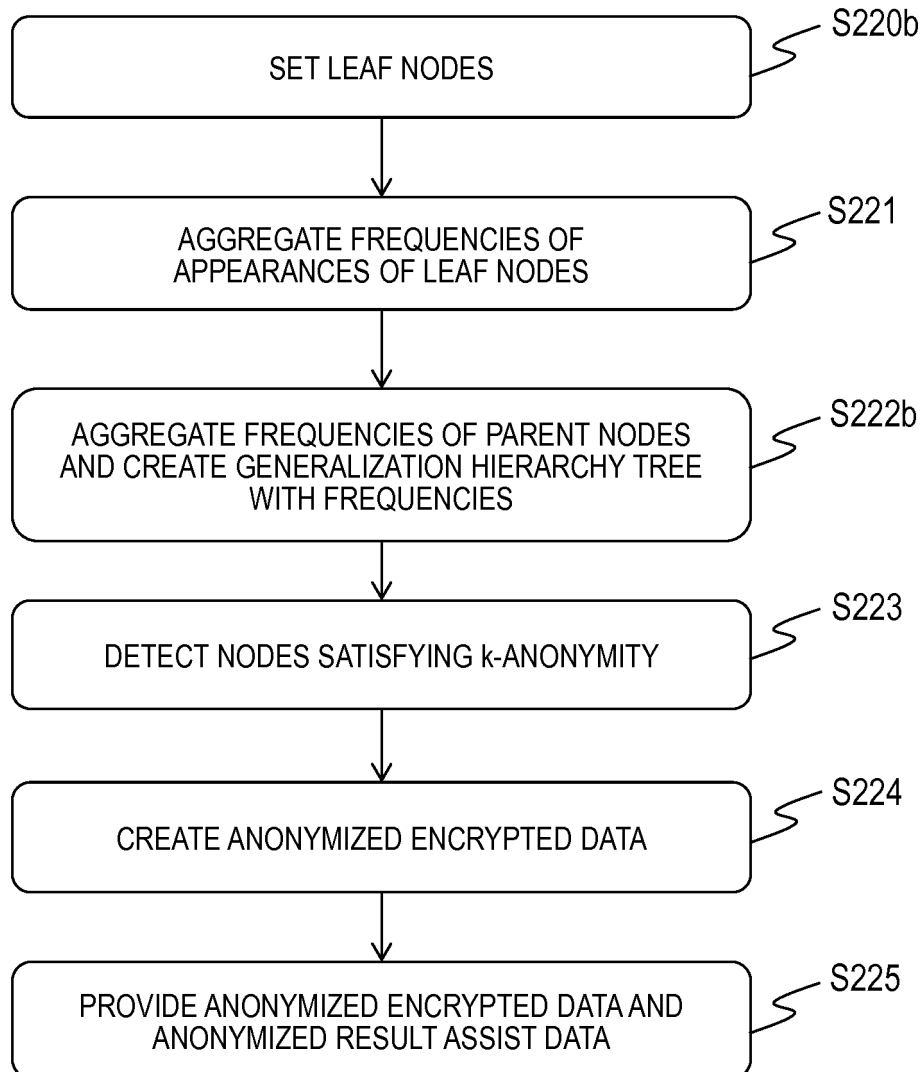 S220b
SET LEAF NODES
S221
AGGREGATE FREQUENCIES OF
APPEARANCES OF LEAF NODES
S222b
AGGREGATE FREQUENCIES OF PARENT NODES
AND CREATE GENERALIZATION HIERARCHY TREE
WITH FREQUENCIES
S223
DETECT NODES SATISFYING k-ANONYMITY
S224
CREATE ANONYMIZED ENCRYPTED DATA
S225
PROVIDE ANONYMIZED ENCRYPTED DATA AND
ANONYMIZED RESULT ASSIST DATA